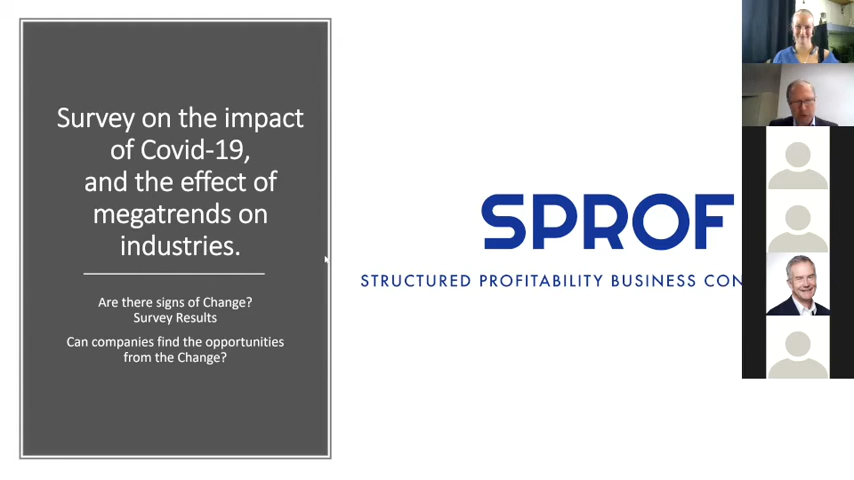 Survey on the impact
of Covid-19,
and the effect of
megatrends on
industries.
Are there signs of Change?
Survey Results
Can companies find the opportunities
from the Change?
SPROF
STRUCTURED PROFITABILITY BUSINESS CON